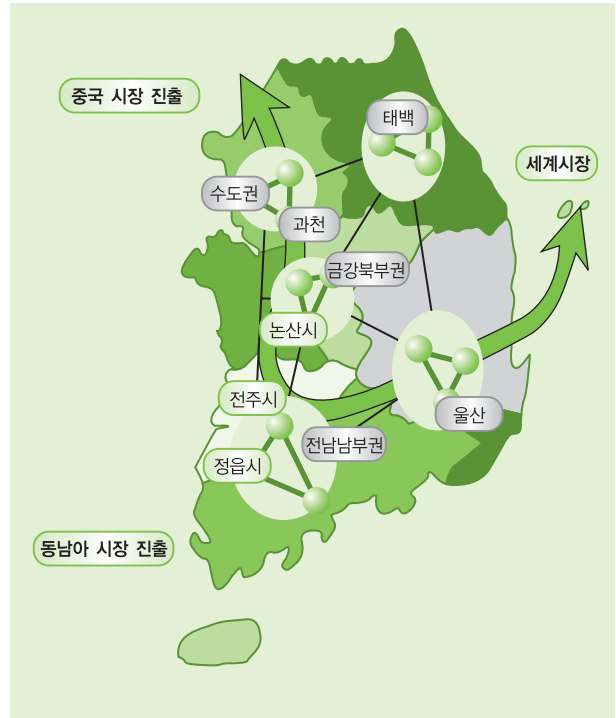 중국 시장 진출
태백
세계시장
수도권
과천
금강북부권
논산시
전주시
울산
전남남부권
정읍시
동남아 시장 진출